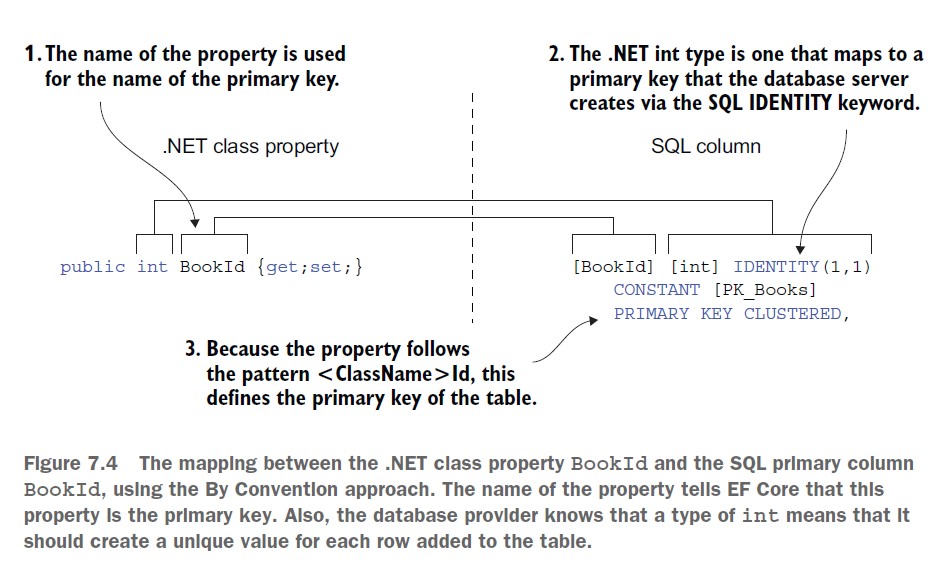 1. The name of the property is used
for the name of the primary key.
2. The .NET int type is one that maps to a
primary key that the database server
creates via the SQL IDENTITY keyword.
.NET class property
SQL column
public int BookId {get;set;}
[BookId] [int] IDENTITY(1,1)
CONSTANT [PK_Books]
PRIMARY KEY CLUSTERED,
3. Because the property follows
the pattern <ClassName>Id, this
defines the primary key of the table.
Figure 7.4 The mapping between the .NET class property BookId and the SQL primary column
BookId, using the By Convention approach. The name of the property tells EF Core that this
property is the primary key. Also, the database provider knows that a type of int means that it
should create a unique value for each row added to the table.